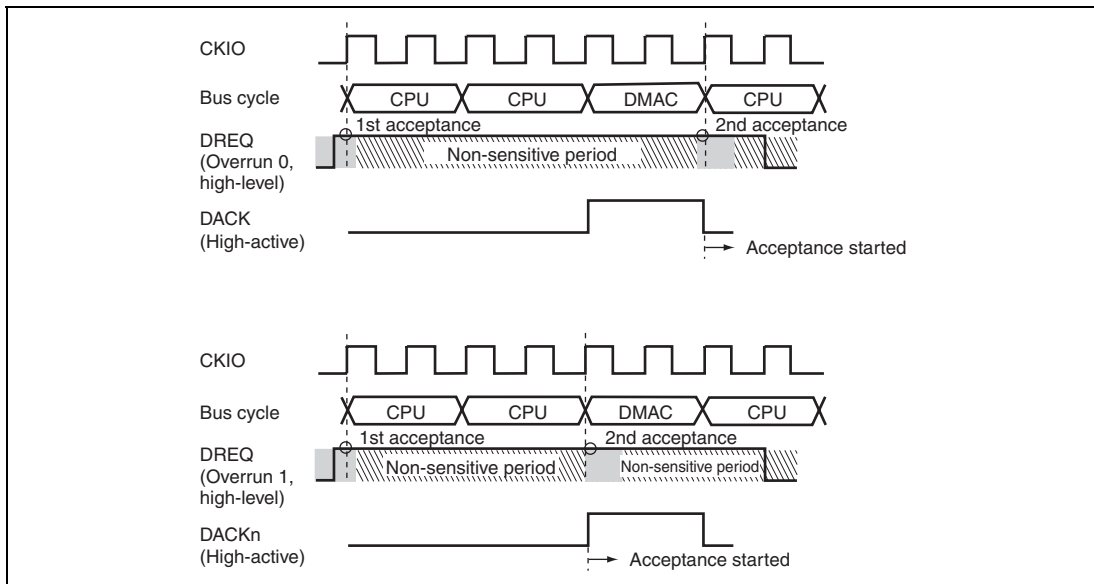 CKIO
Bus cycle CPU CPU DMAC CPU
1st acceptance 2nd acceptance
DREQ
(Overrun 0,
high-level)
Non-sensitive period
DACK
(High-active)
Acceptance started
CKIO
Bus cycle CPU CPU DMAC CPU
1st acceptance 2nd acceptance
DREQ
(Overrun 1,
high-level)
Non-sensitive period Non-sensitive period
DACKn
(High-active)
Acceptance started